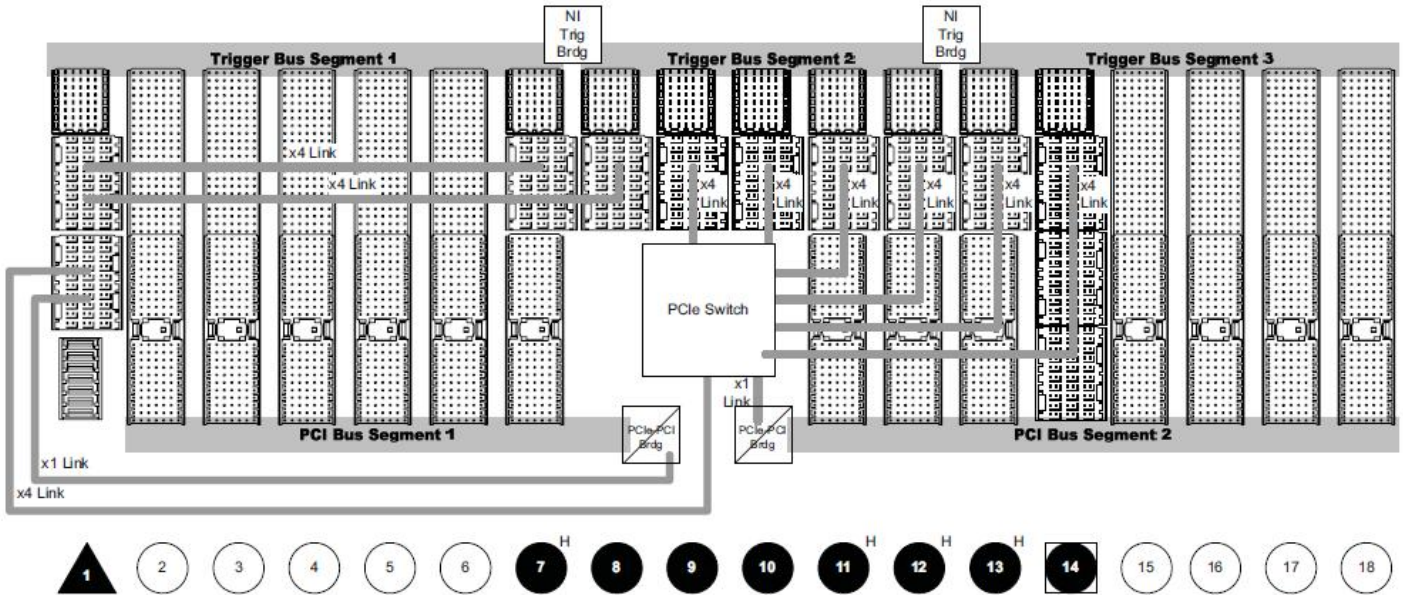 NI
Trig
Brdg
NI
Trig
Brdg
Trigger Bus Segment 1
Trigger Bus Segment 2
Trigger Bus Segment 3
x4 Link
x4 Link
x4
Link
x4
Link
x4
Link
x4
Link
x4
Link
x4
Link
PCIe Switch
x1
Link
PCIe-PCI
Brdg
PCIe-PCI
Brdg
PCI Bus Segment 1
PCI Bus Segment 2
x1 Link
x4 Link
H
H
H
H
1 2 3 4 5 6 7 8 9 10 11 12 13 14 15 16 17 18